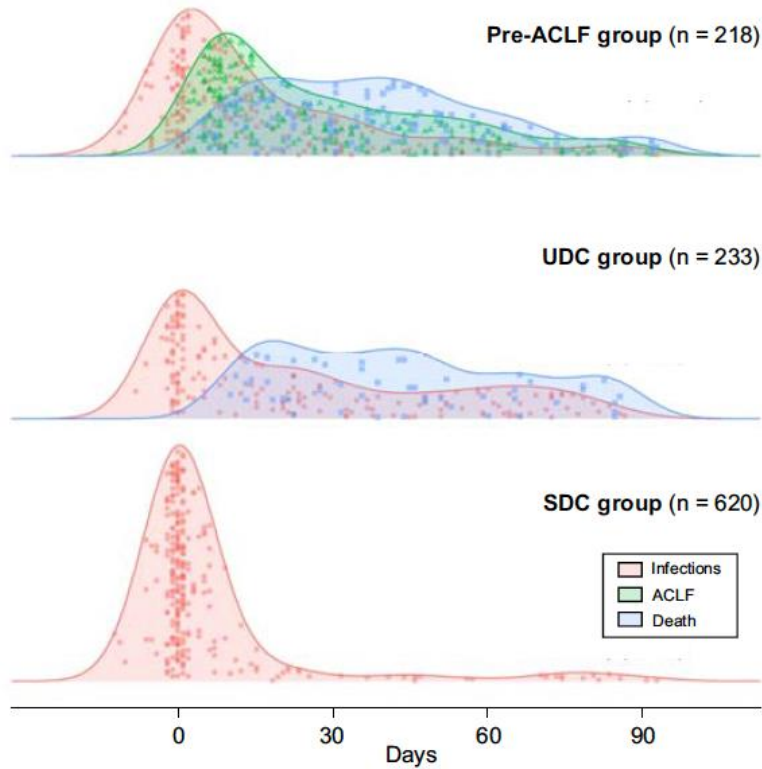 Pre-ACLF group (n = 218)
UDC group (n = 233)
SDC group (n = 620)
Infections
ACLF
Death
0 30 60 90
Days